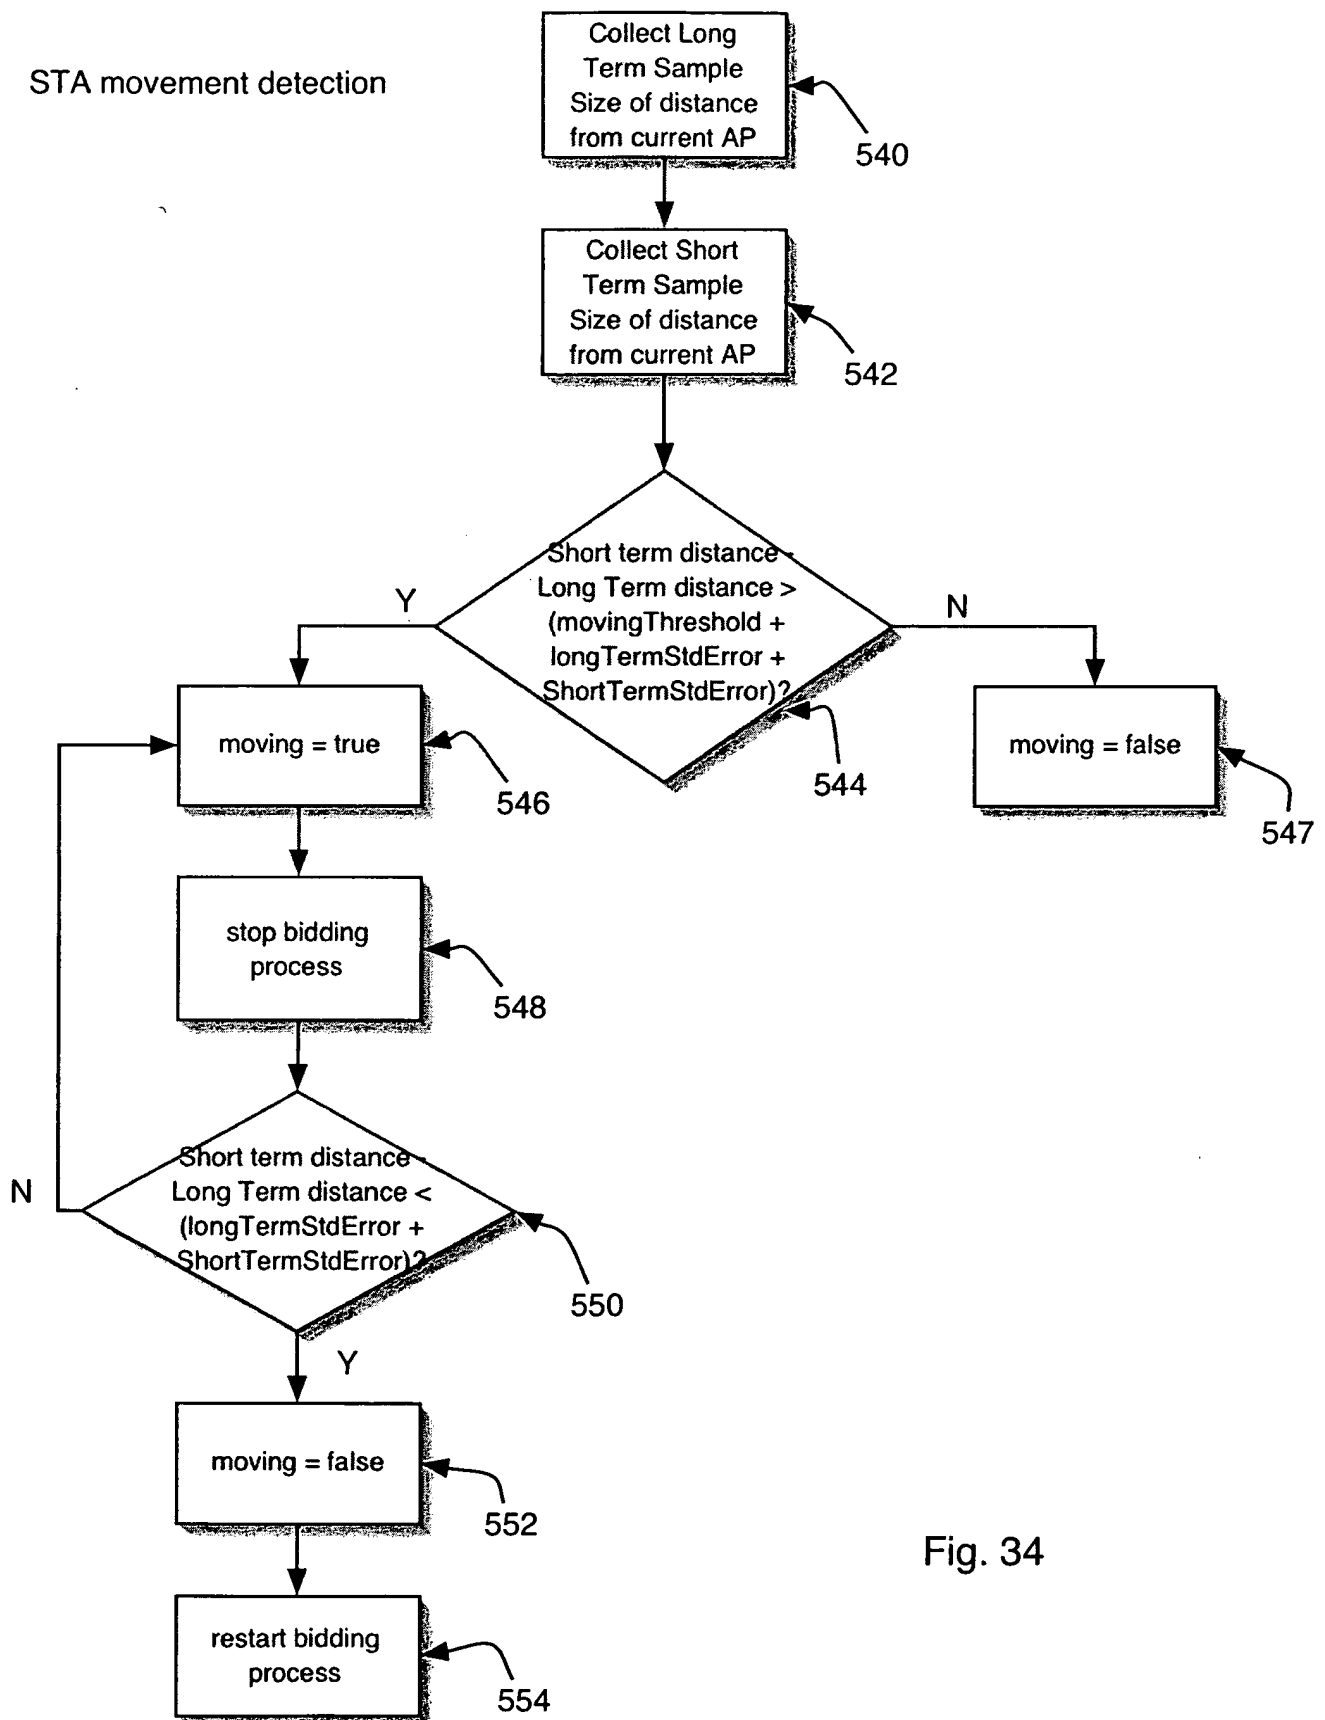 STA movement detection
Collect Long
Term Sample
Size of distance
from current AP
540
Collect Short
Term Sample
Size of distance
from current AP
542
Short term distance -
Long Term distance >
(movingThreshold +
longTermStdError +
ShortTermStdError)?
544
Y
N
moving = true
546
moving = false
547
stop bidding
process
548
Short term distance -
Long Term distance <
(longTermStdError +
ShortTermStdError)?
550
N
Y
moving = false
552
restart bidding
process
554
Fig. 34